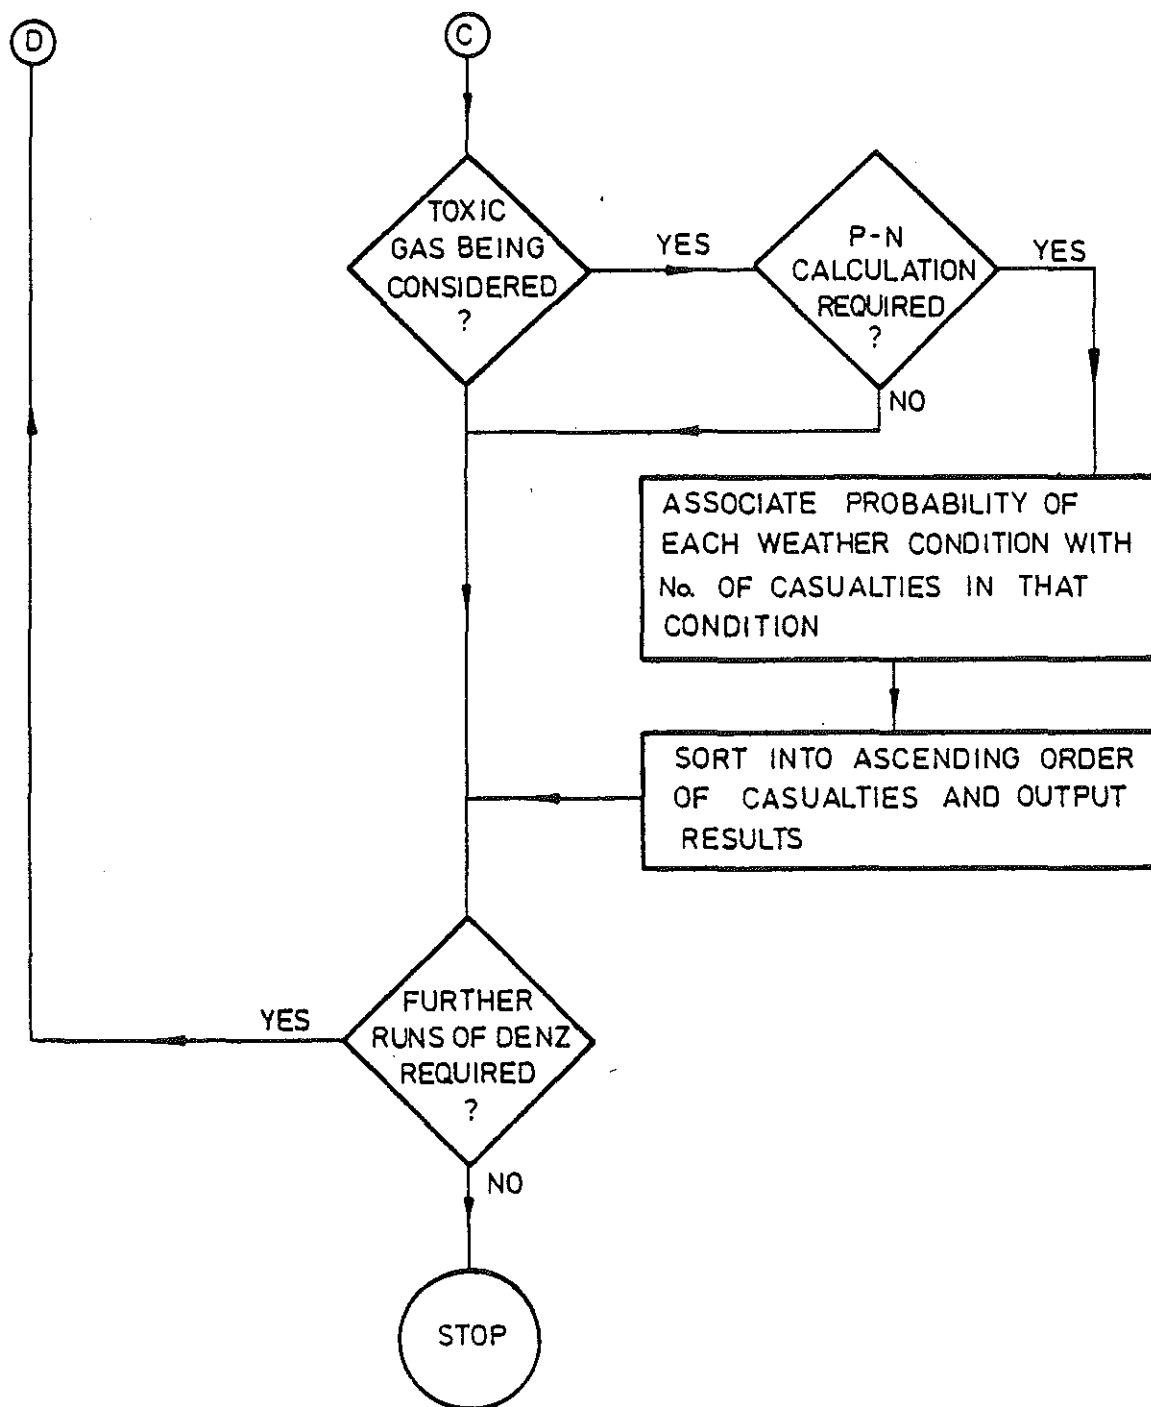 D
C
TOXIC
GAS BEING
CONSIDERED
?
YES
P-N
CALCULATION
REQUIRED
?
YES
NO
ASSOCIATE PROBABILITY OF
EACH WEATHER CONDITION WITH
No. OF CASUALTIES IN THAT
CONDITION
SORT INTO ASCENDING ORDER
OF CASUALTIES AND OUTPUT
RESULTS
YES
FURTHER
RUNS OF DENZ
REQUIRED
?
NO
STOP